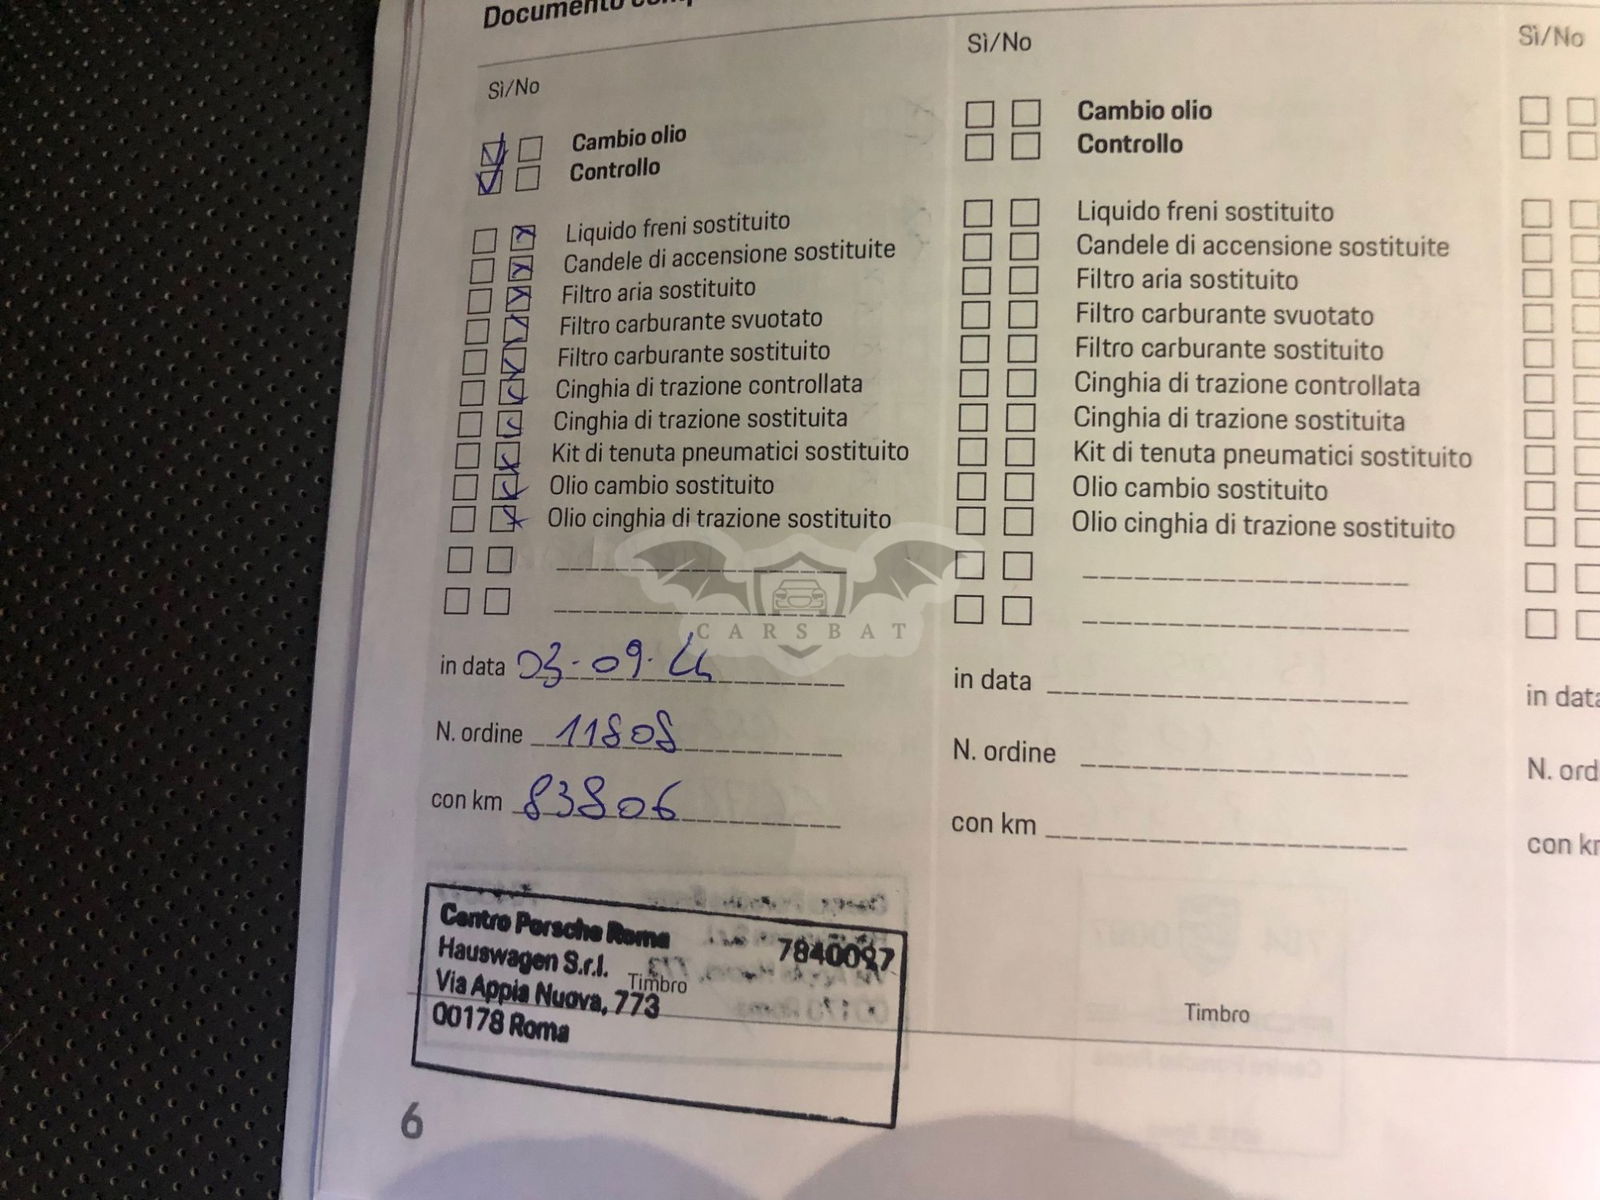 Documento
Sì/No
Cambio olio
Controllo
Liquido freni sostituito
Candele di accensione sostituite
Filtro aria sostituito
Filtro carburante svuotato
Filtro carburante sostituito
Cinghia di trazione controllata
Cinghia di trazione sostituita
Kit di tenuta pneumatici sostituito
Olio cambio sostituito
Olio cinghia di trazione sostituito
in data 03-09-
N. ordine 11808
con km 83806
Centro Porsche Roma 7840097
Hauswagen S.r.l.
Timbro
Via Appia Nuova, 773
00178 Roma
6
Sì/No
Cambio olio
Controllo
Liquido freni sostituito
Candele di accensione sostituite
Filtro aria sostituito
Filtro carburante svuotato
Filtro carburante sostituito
Cinghia di trazione controllata
Cinghia di trazione sostituita
Kit di tenuta pneumatici sostituito
Olio cambio sostituito
Olio cinghia di trazione sostituito
in data
N. ordine
con km
Timbro
Sì/No
in data
N. ord
con k
CARSBAT